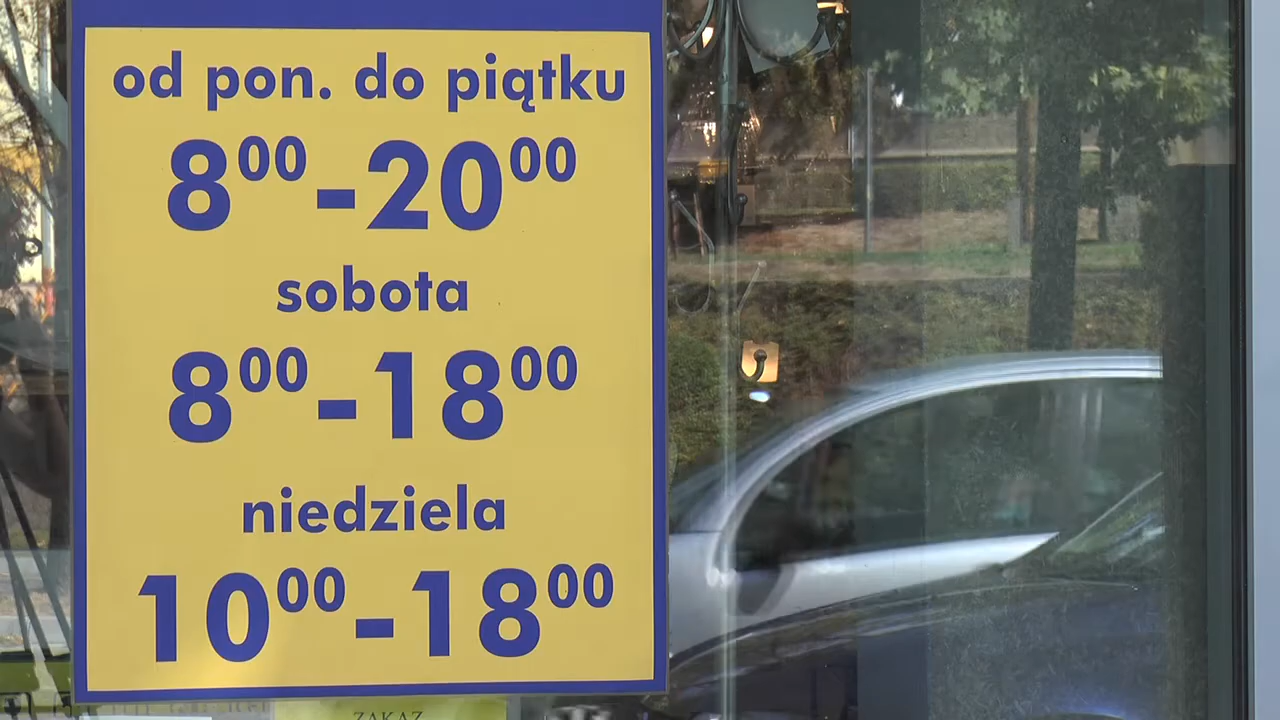 od pon. do piątku
8⁰⁰-20⁰⁰
sobota
8⁰⁰-18⁰⁰
niedziela
10⁰⁰-18⁰⁰
ZAKAZ